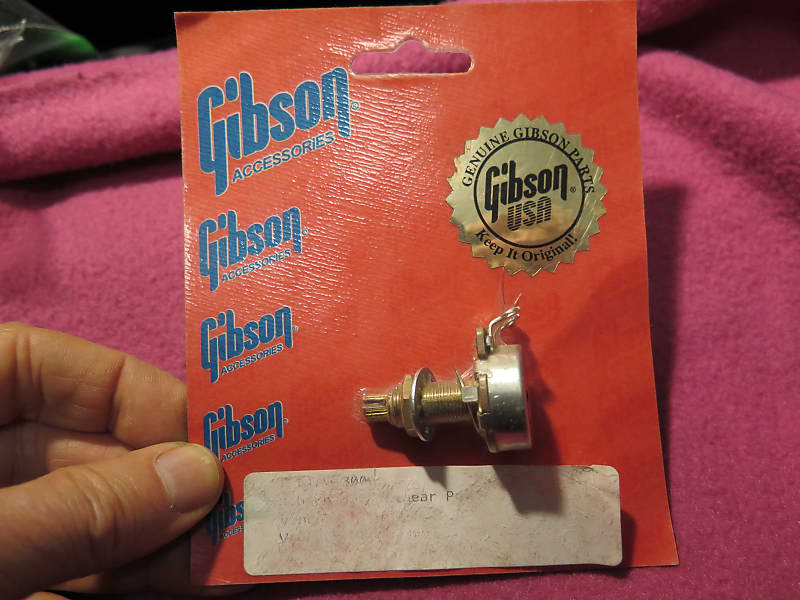 Gibson
ACCESSORIES
GENUINE GIBSON PARTS
Gibson
USA
Keep It Original!
Gibson
ACCESSORIES
Gibson
ACCESSORIES
Gibson
ACCESSORIES
300
ear P